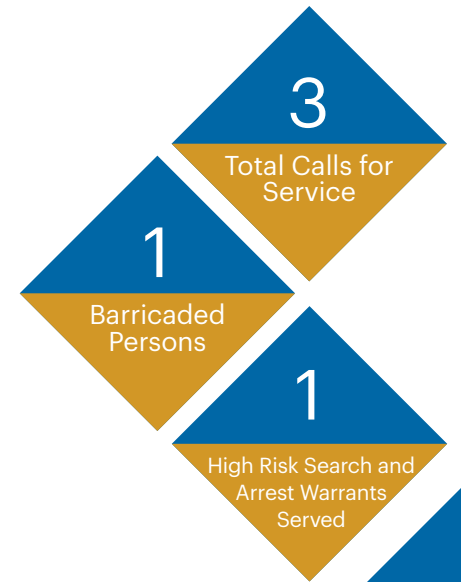 3
Total Calls for
Service
1
Barricaded
Persons
1
High Risk Search and
Arrest Warrants
Served